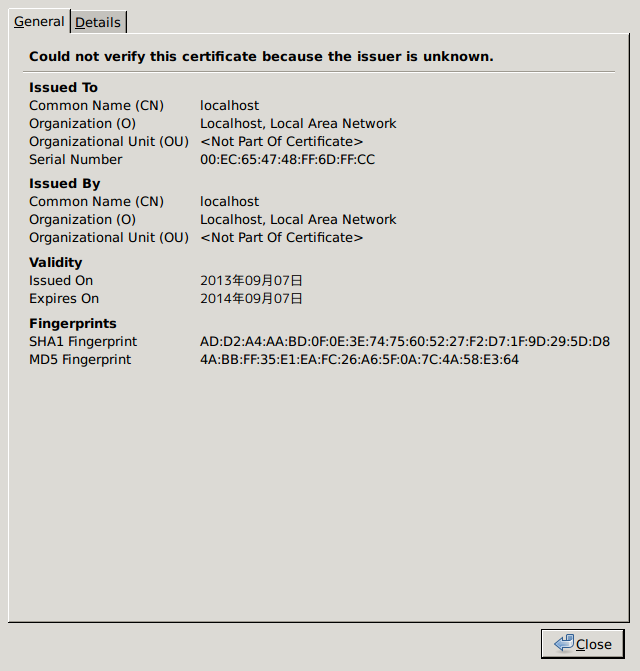 General Details
Could not verify this certificate because the issuer is unknown.
Issued To
Common Name (CN) localhost
Organization (O) Localhost, Local Area Network
Organizational Unit (OU) <Not Part Of Certificate>
Serial Number 00:EC:65:47:48:FF:6D:FF:CC
Issued By
Common Name (CN) localhost
Organization (O) Localhost, Local Area Network
Organizational Unit (OU) <Not Part Of Certificate>
Validity
Issued On 2013年09月07日
Expires On 2014年09月07日
Fingerprints
SHA1 Fingerprint AD:D2:A4:AA:BD:0F:0E:3E:74:75:60:52:27:F2:D7:1F:9D:29:5D:D8
MD5 Fingerprint 4A:BB:FF:35:E1:EA:FC:26:A6:5F:0A:7C:4A:58:E3:64
Close